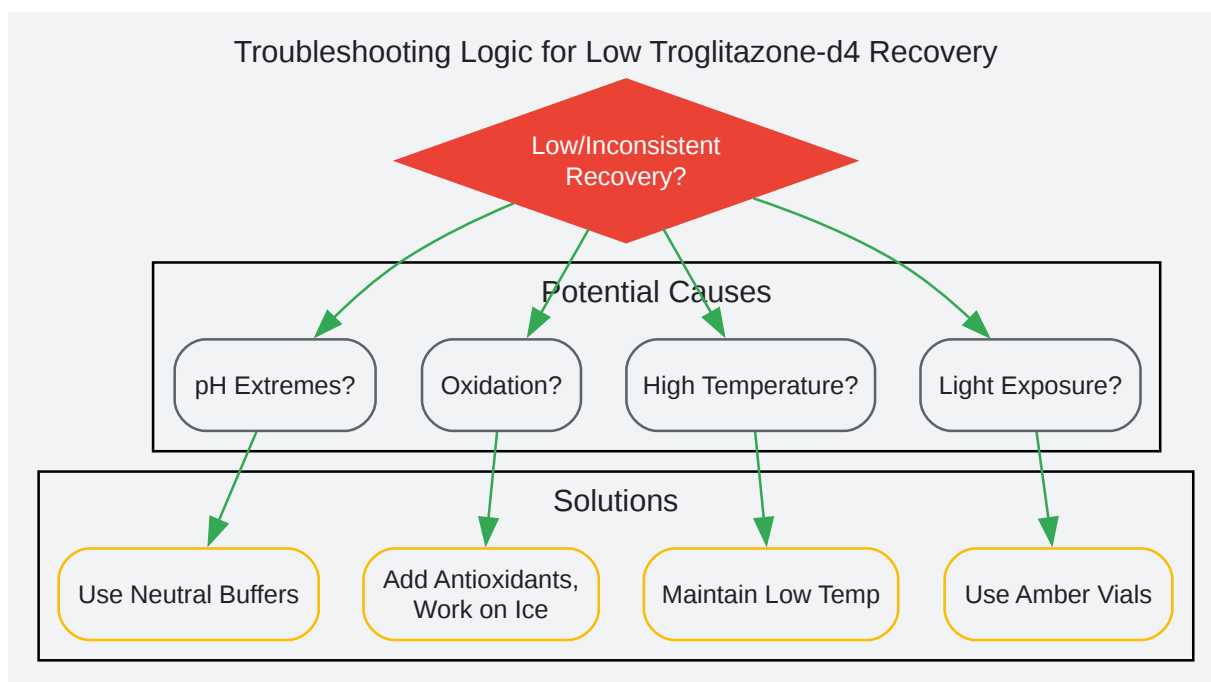 Troubleshooting Logic for Low Troglitazone-d4 Recovery
Low/Inconsistent
Recovery?
Potential Causes
pH Extremes?
Oxidation?
High Temperature?
Light Exposure?
Solutions
Use Neutral Buffers
Add Antioxidants,
Work on Ice
Maintain Low Temp
Use Amber Vials